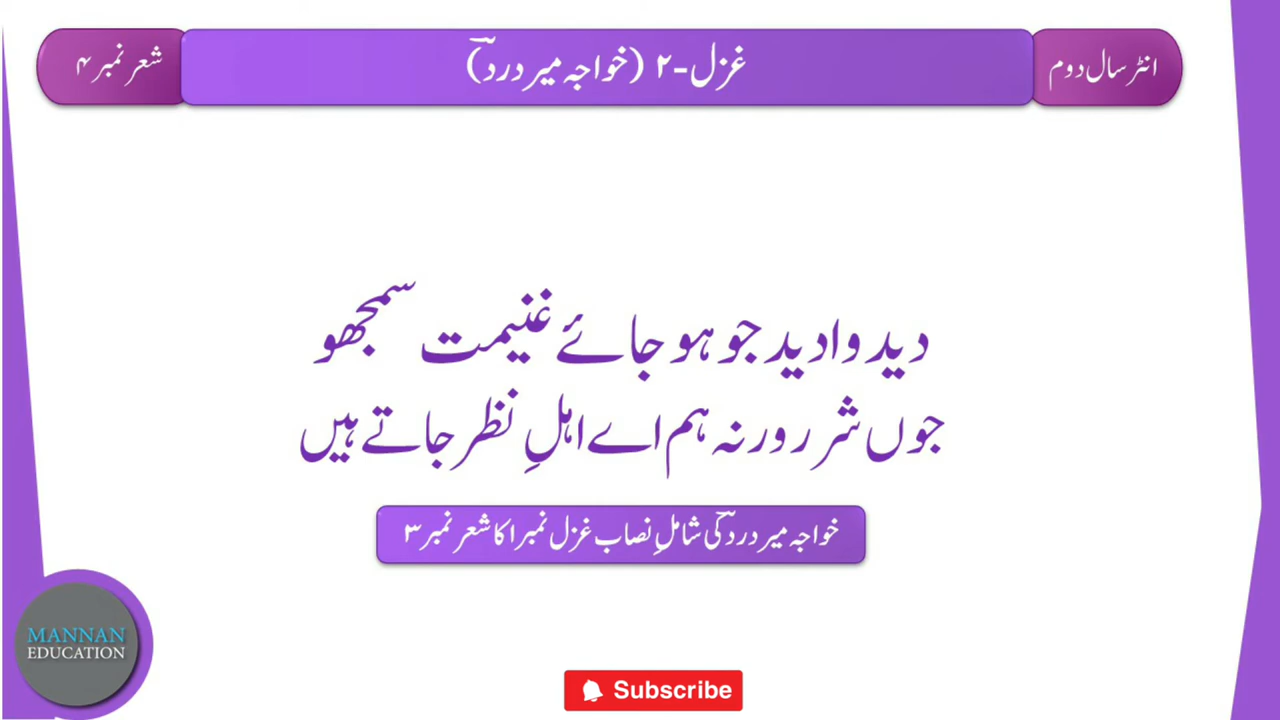 انٹر سال دوم
غزل-۲ (خواجہ میر دردؔ)
شعر نمبر ۴
دید وادید جو ہو جائے غنیمت سمجھو
جوں شرر ورنہ ہم اے اہلِ نظر جاتے ہیں
خواجہ میر دردؔ کی شاملِ نصاب غزل نمبر ۱ کا شعر نمبر ۳
MANNAN
EDUCATION
Subscribe